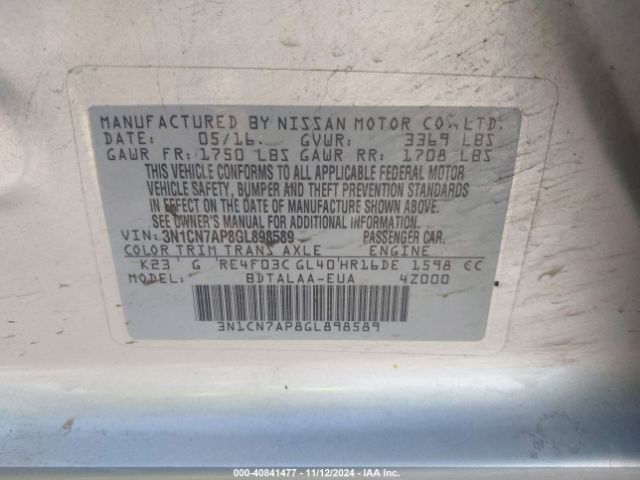 MANUFACTURED BY NISSAN MOTOR CO.,LTD.
DATE: 05/16. GVWR: 3369 LBS
GAWR FR: 1750 LBS GAWR RR: 1708 LBS
THIS VEHICLE CONFORMS TO ALL APPLICABLE FEDERAL MOTOR
VEHICLE SAFETY, BUMPER AND THEFT PREVENTION STANDARDS
IN EFFECT ON THE DATE OF MANUFACTURE SHOWN ABOVE.
SEE OWNER'S MANUAL FOR ADDITIONAL INFORMATION.
VIN: 3N1CN7AP8GL898589 PASSENGER CAR.
COLOR TRIM TRANS AXLE ENGINE
K23 G RE4F03C GL40 HR16DE 1598 CC
MODEL: BDTALAA-EUA 4Z000
3N1CN7AP8GL898589
000-40841477 - 11/12/2024 - IAA Inc.